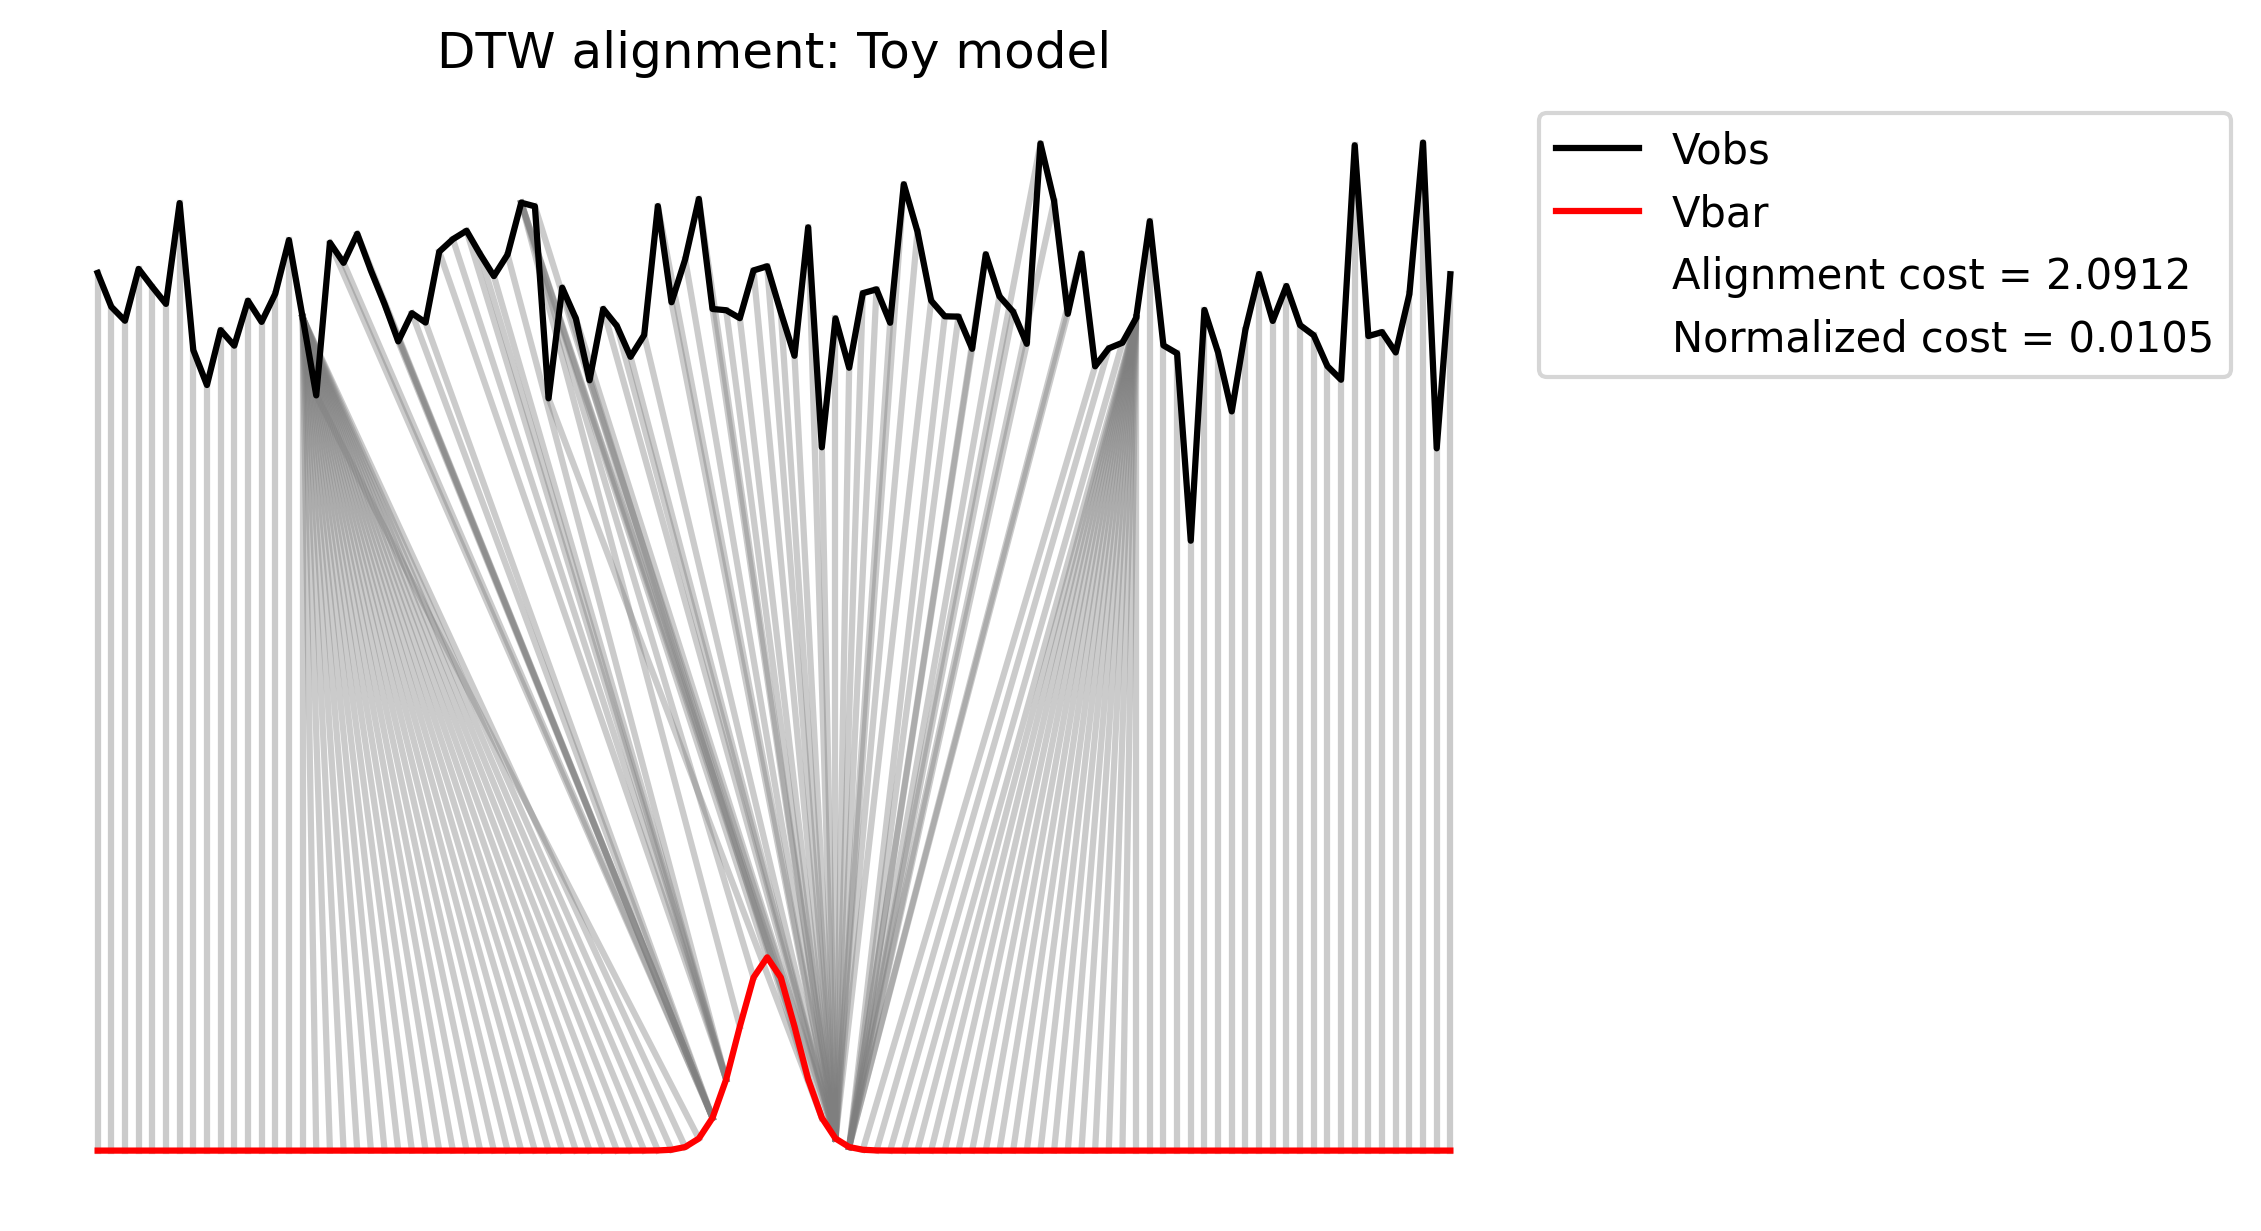 DTW alignment: Toy model
Vobs
Vbar
Alignment cost = 2.0912
Normalized cost = 0.0105